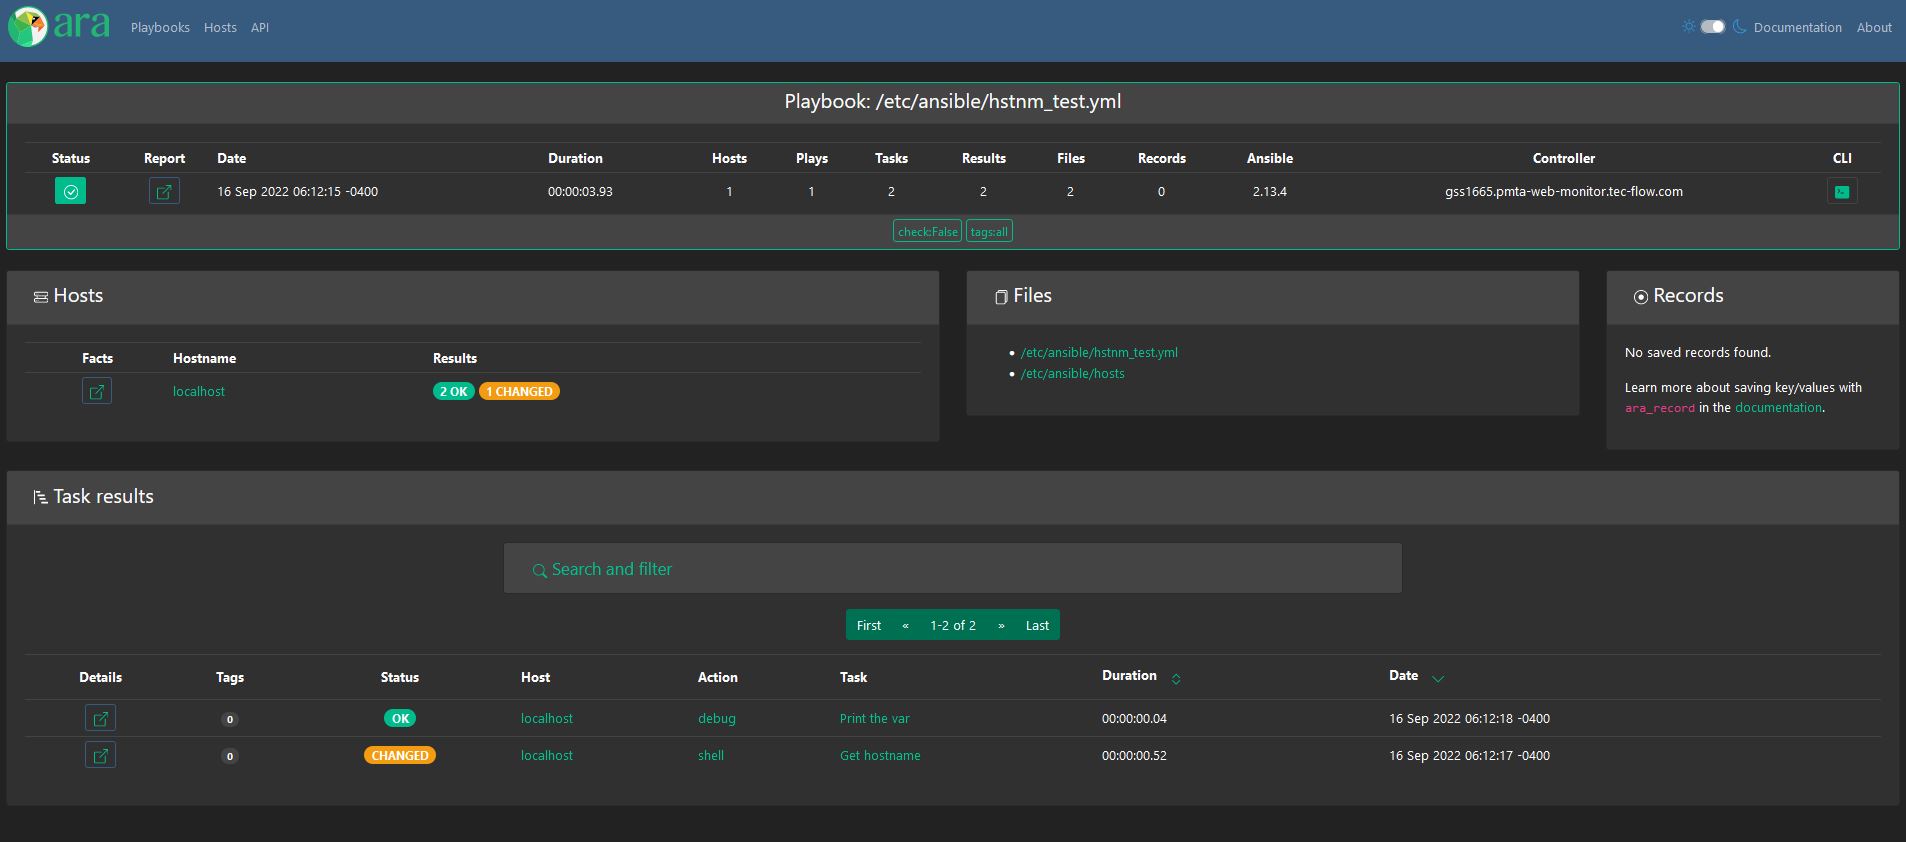 ara Playbooks Hosts API Documentation About
Playbook: /etc/ansible/hstnm_test.yml
Status Report Date Duration Hosts Plays Tasks Results Files Records Ansible Controller CLI
16 Sep 2022 06:12:15 -0400 00:00:03.93 1 1 2 2 2 0 2.13.4 gss1665.pmta-web-monitor.tec-flow.com
check:False tags:all
Hosts
Facts Hostname Results
localhost 2 OK 1 CHANGED
Files
/etc/ansible/hstnm_test.yml
/etc/ansible/hosts
Records
No saved records found.
Learn more about saving key/values with
ara_record in the documentation.
Task results
Search and filter
First « 1-2 of 2 » Last
Details Tags Status Host Action Task Duration Date
0 OK localhost debug Print the var 00:00:00.04 16 Sep 2022 06:12:18 -0400
0 CHANGED localhost shell Get hostname 00:00:00.52 16 Sep 2022 06:12:17 -0400